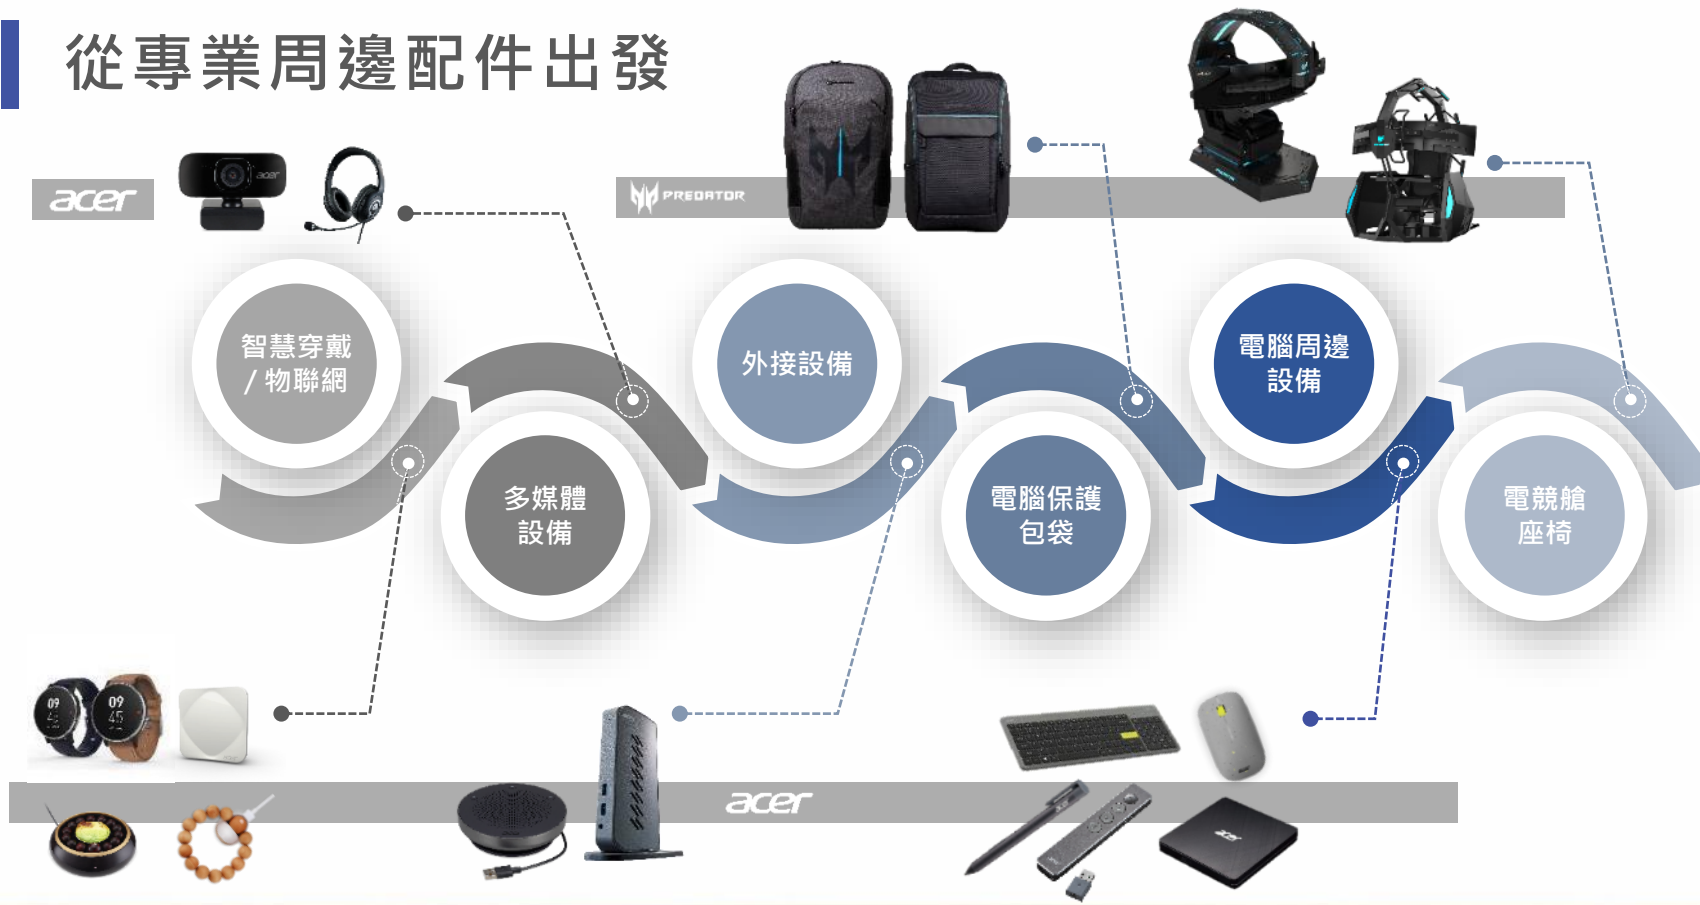 從專業周邊配件出發
acer
acer
PREDATOR
智慧穿戴
/ 物聯網
多媒體
設備
外接設備
電腦保護
包袋
電腦周邊
設備
電競艙
座椅
09
09
45
acer
acer